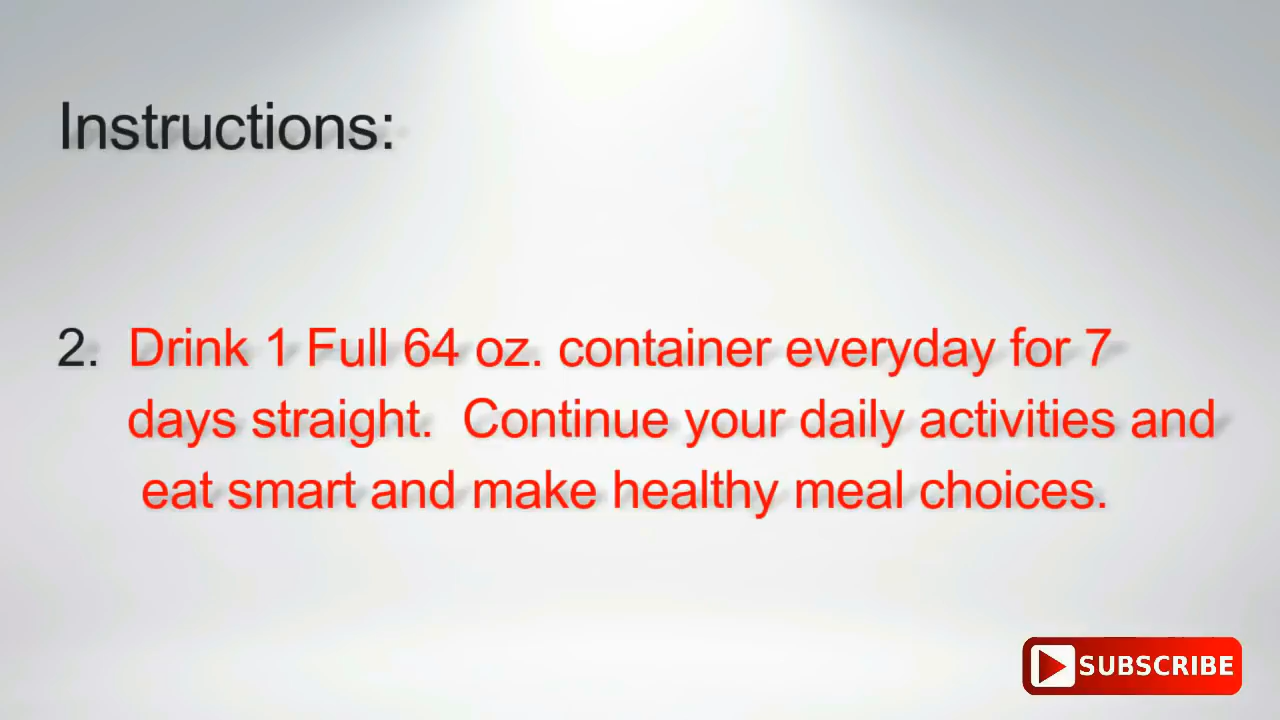 Instructions:
2. Drink 1 Full 64 oz. container everyday for 7
days straight. Continue your daily activities and
eat smart and make healthy meal choices.
SUBSCRIBE